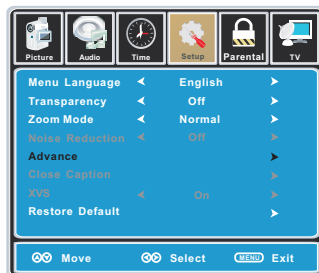 Picture Audio Time Setup Parental TV
Menu Language English
Transparency Off
Zoom Mode Normal
Noise Reduction Off
Advance
Close Caption
XVS On
Restore Default
Move Select MENU Exit